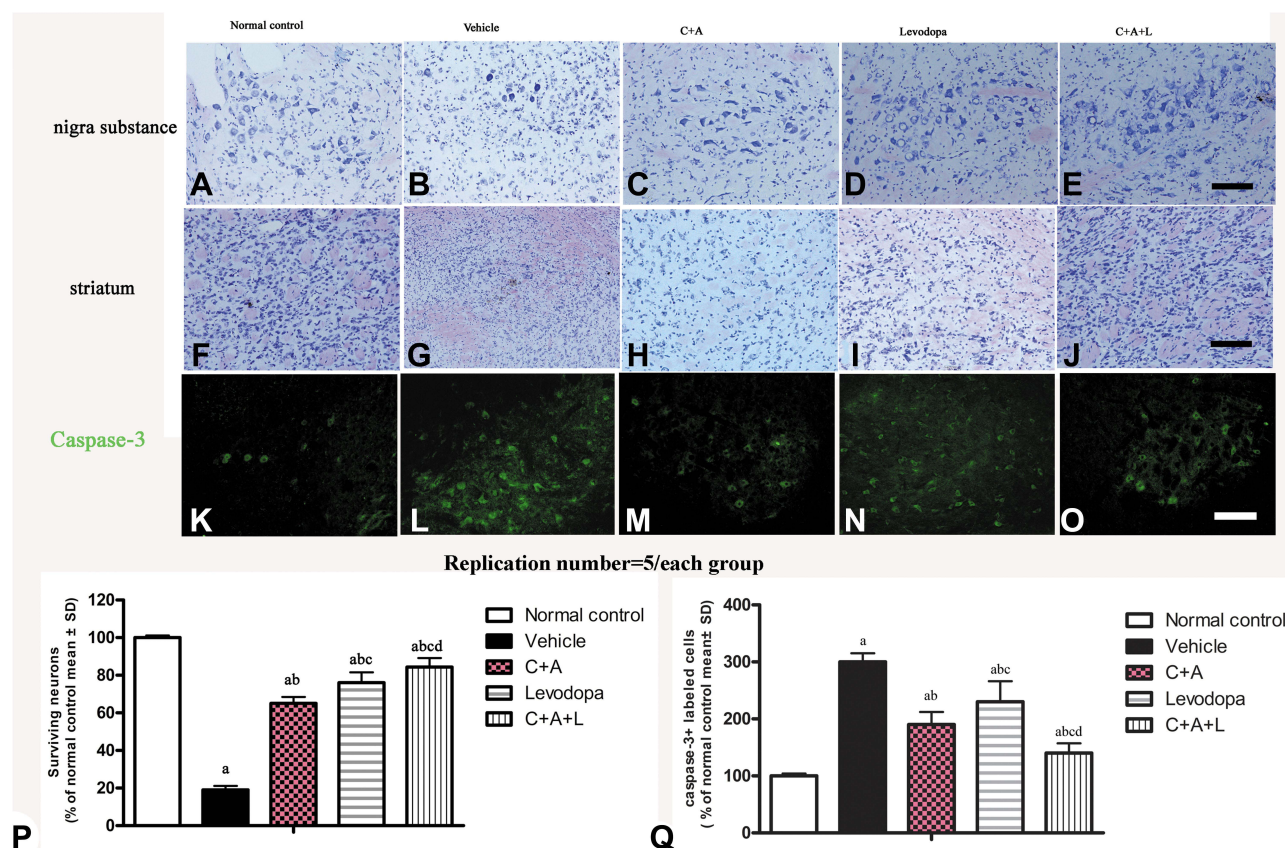 Normal control
Vehicle
C+A
Levodopa
C+A+L
nigra substance
A
B
C
D
E
striatum
F
G
H
I
J
Caspase-3
K
L
M
N
O
Replication number=5/each group
Surviving neurons
(% of normal control mean ± SD)
120
100
80
60
40
20
0
a
ab
abc
abcd
Normal control
Vehicle
C+A
Levodopa
C+A+L
P
caspase-3+ labeled cells
( % of normal control mean± SD)
400
300
200
100
0
a
ab
abc
abcd
Normal control
Vehicle
C+A
Levodopa
C+A+L
Q